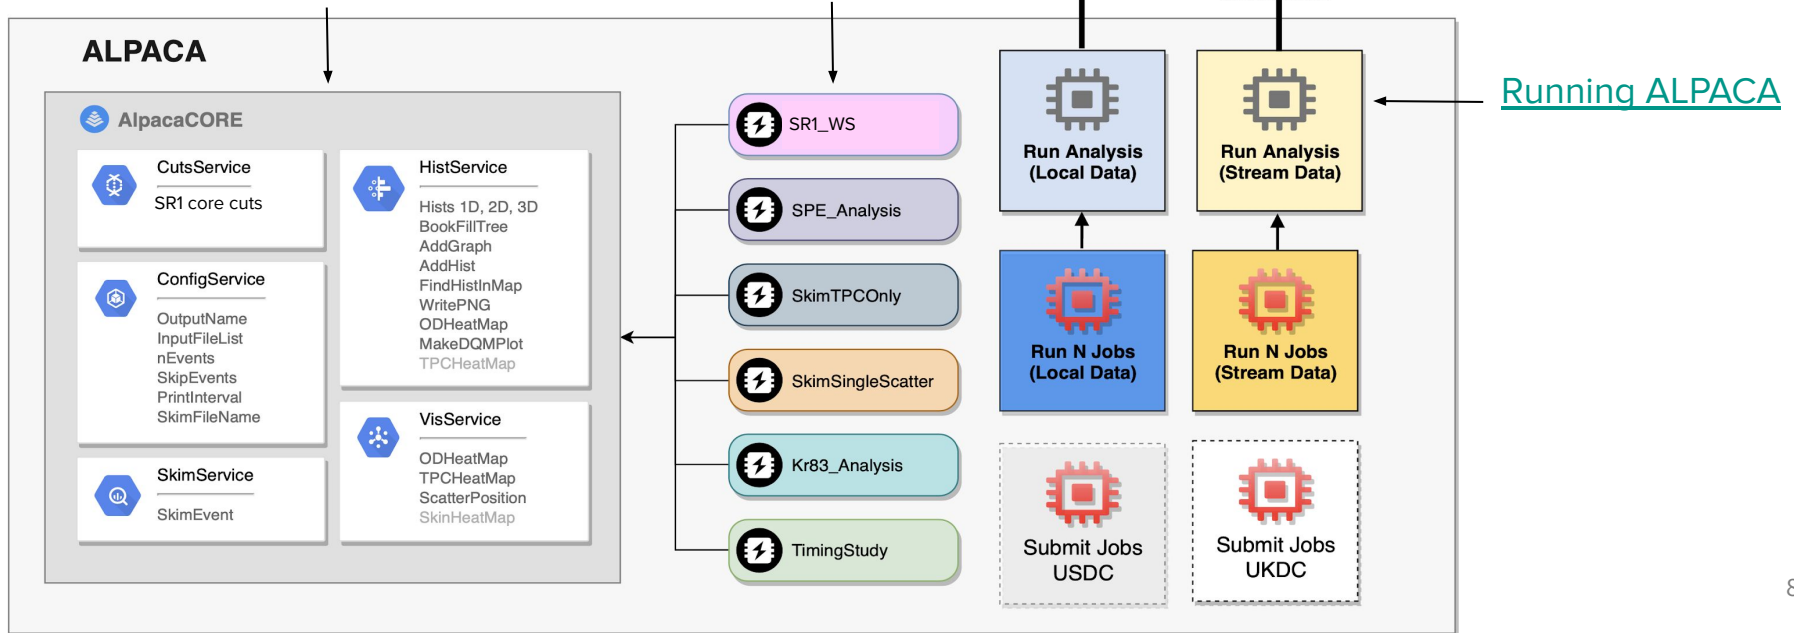 ALPACA
AlpacaCORE
CutsService
SR1 core cuts
ConfigService
OutputName
InputFileList
nEvents
SkipEvents
PrintInterval
SkimFileName
SkimService
SkimEvent
HistService
Hists 1D, 2D, 3D
BookFillTree
AddGraph
AddHist
FindHistInMap
WritePNG
ODHeatMap
MakeDQMPlot
TPCHeatMap
VisService
ODHeatMap
TPCHeatMap
ScatterPosition
SkinHeatMap
SR1_WS
SPE_Analysis
SkimTPCOnly
SkimSingleScatter
Kr83_Analysis
TimingStudy
Run Analysis
(Local Data)
Run N Jobs
(Local Data)
Submit Jobs
USDC
Run Analysis
(Stream Data)
Run N Jobs
(Stream Data)
Submit Jobs
UKDC
Running ALPACA